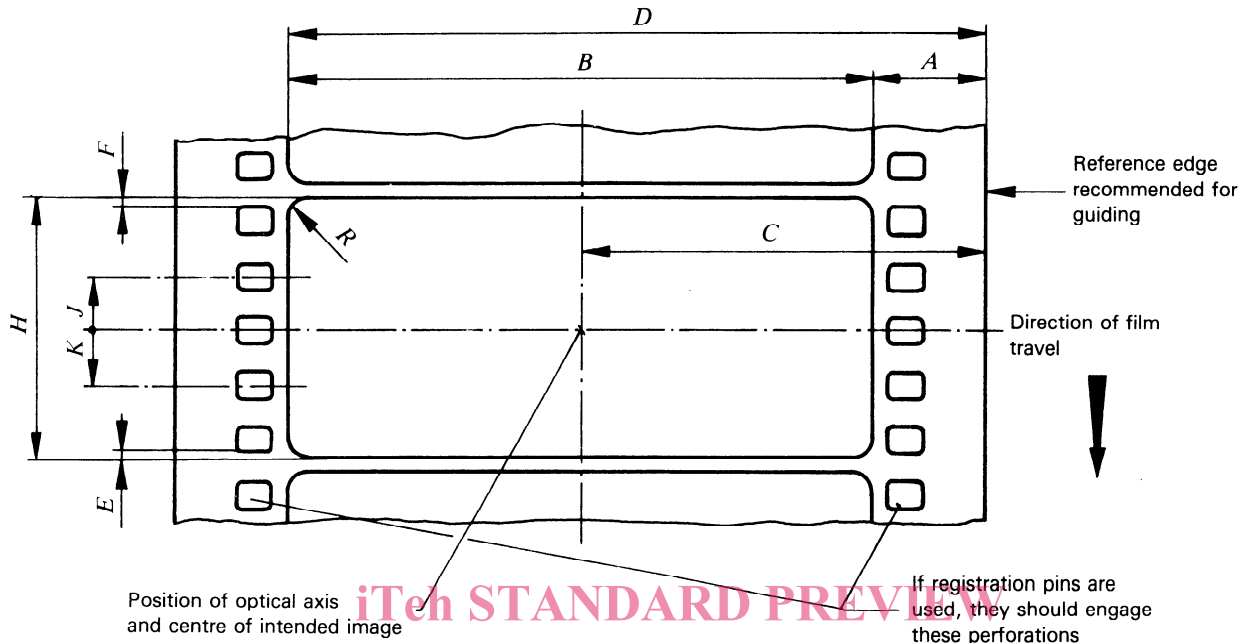 D
B
A
F
Reference edge
recommended for
guiding
R
C
H
J
K
Direction of film
travel
E
Position of optical axis
and centre of intended image
iTeh STANDARD PREVIEW
If registration pins are
used, they should engage
these perforations